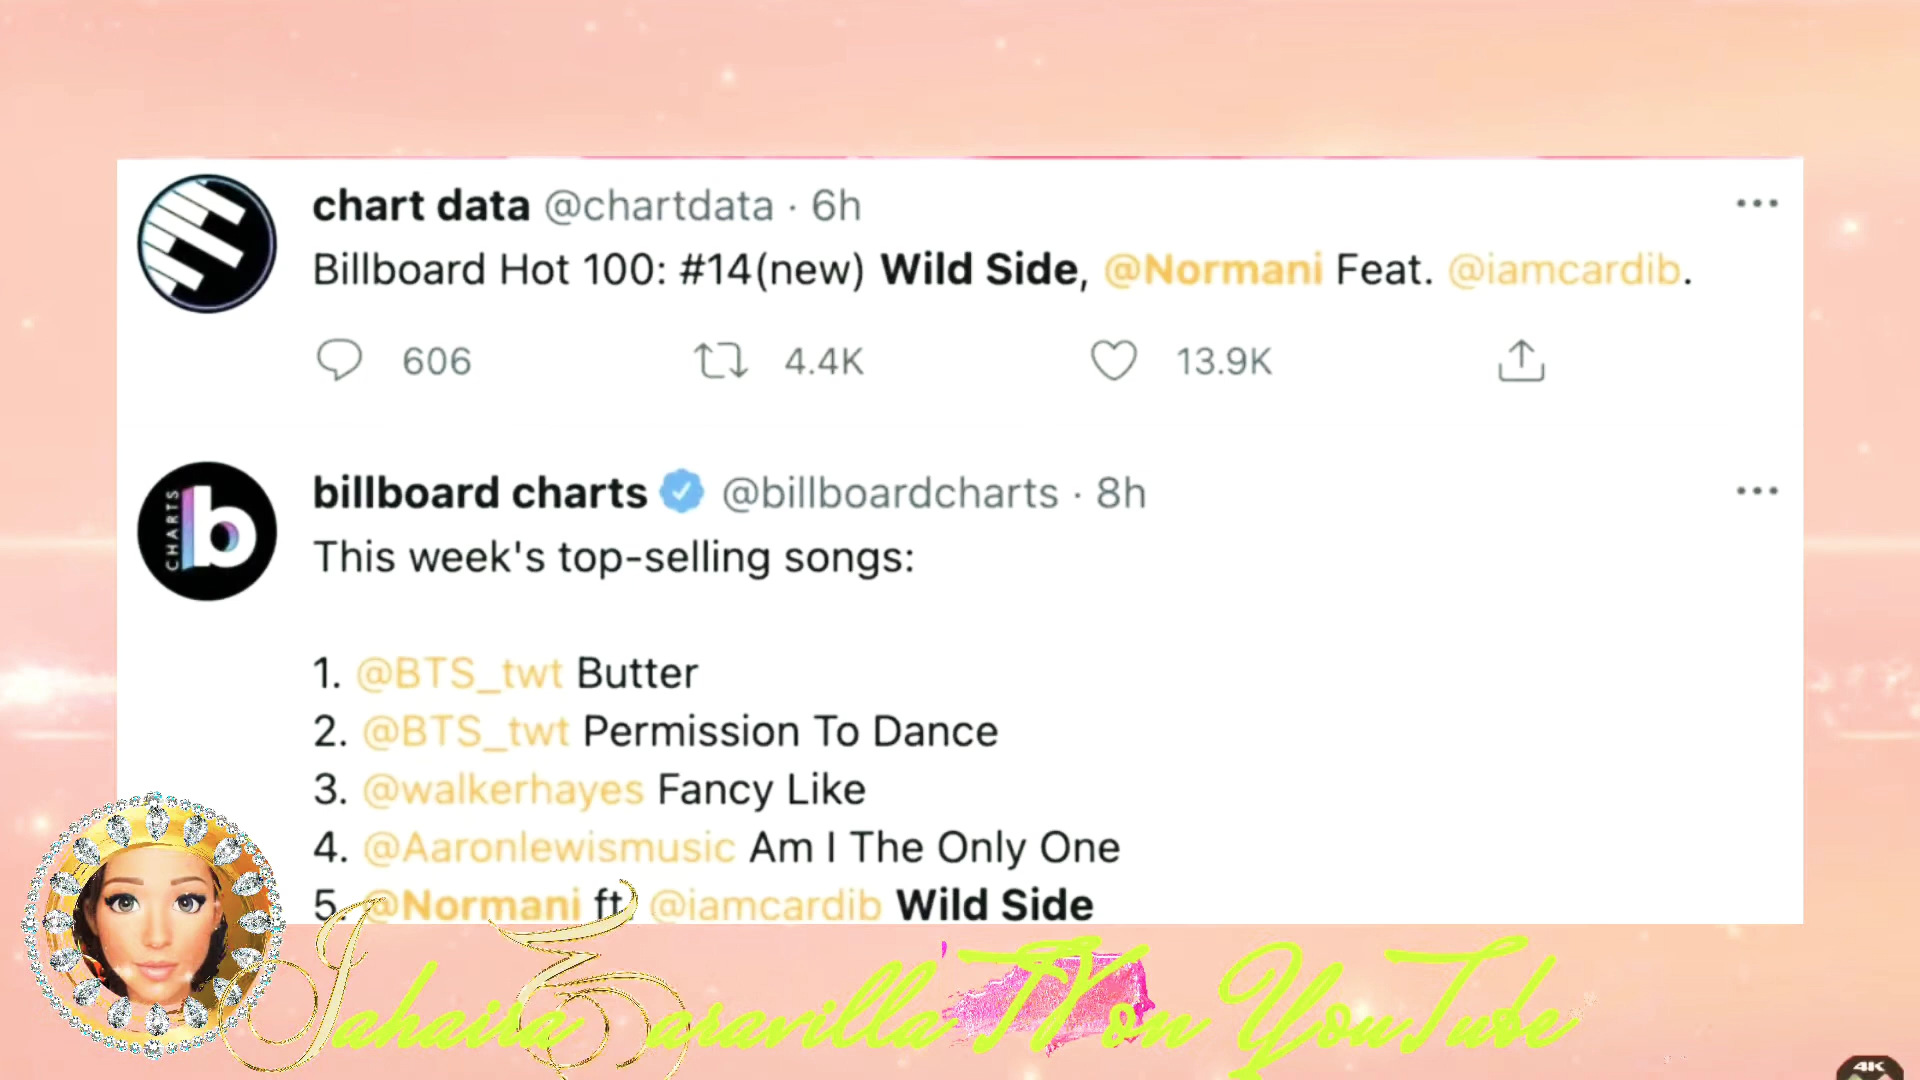 chart data @chartdata · 6h
Billboard Hot 100: #14(new) Wild Side, @Normani Feat. @iamcardib.
606 4.4K 13.9K
CHARTS b
billboard charts @billboardcharts · 8h
This week's top-selling songs:
1. @BTS_twt Butter
2. @BTS_twt Permission To Dance
3. @walkerhayes Fancy Like
4. @Aaronlewismusic Am I The Only One
5. @Normani ft. @iamcardib Wild Side
TV on YouTube
4K